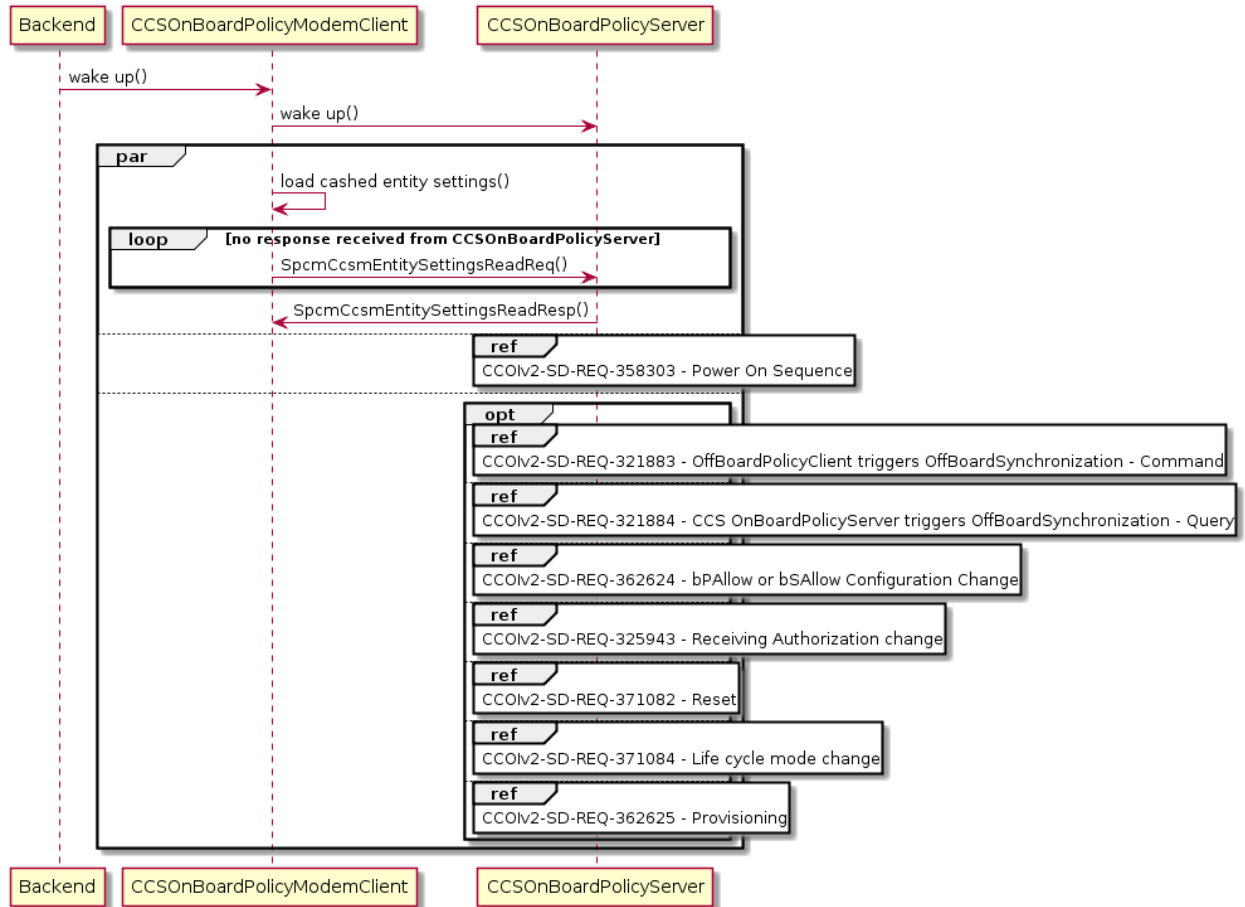 Backend CCSOnBoardPolicyModemClient CCSOnBoardPolicyServer
wake up()
wake up()
par
load cashed entity settings()
loop [no response received from CCSOnBoardPolicyServer]
SpcmCcsmEntitySettingsReadReq()
SpcmCcsmEntitySettingsReadResp()
ref
CCOIv2-SD-REQ-358303 - Power On Sequence
opt
ref
CCOIv2-SD-REQ-321883 - OffBoardPolicyClient triggers OffBoardSynchronization - Command
ref
CCOIv2-SD-REQ-321884 - CCS OnBoardPolicyServer triggers OffBoardSynchronization - Query
ref
CCOIv2-SD-REQ-362624 - bPAllow or bSAllow Configuration Change
ref
CCOIv2-SD-REQ-325943 - Receiving Authorization change
ref
CCOIv2-SD-REQ-371082 - Reset
ref
CCOIv2-SD-REQ-371084 - Life cycle mode change
ref
CCOIv2-SD-REQ-362625 - Provisioning
Backend CCSOnBoardPolicyModemClient CCSOnBoardPolicyServer